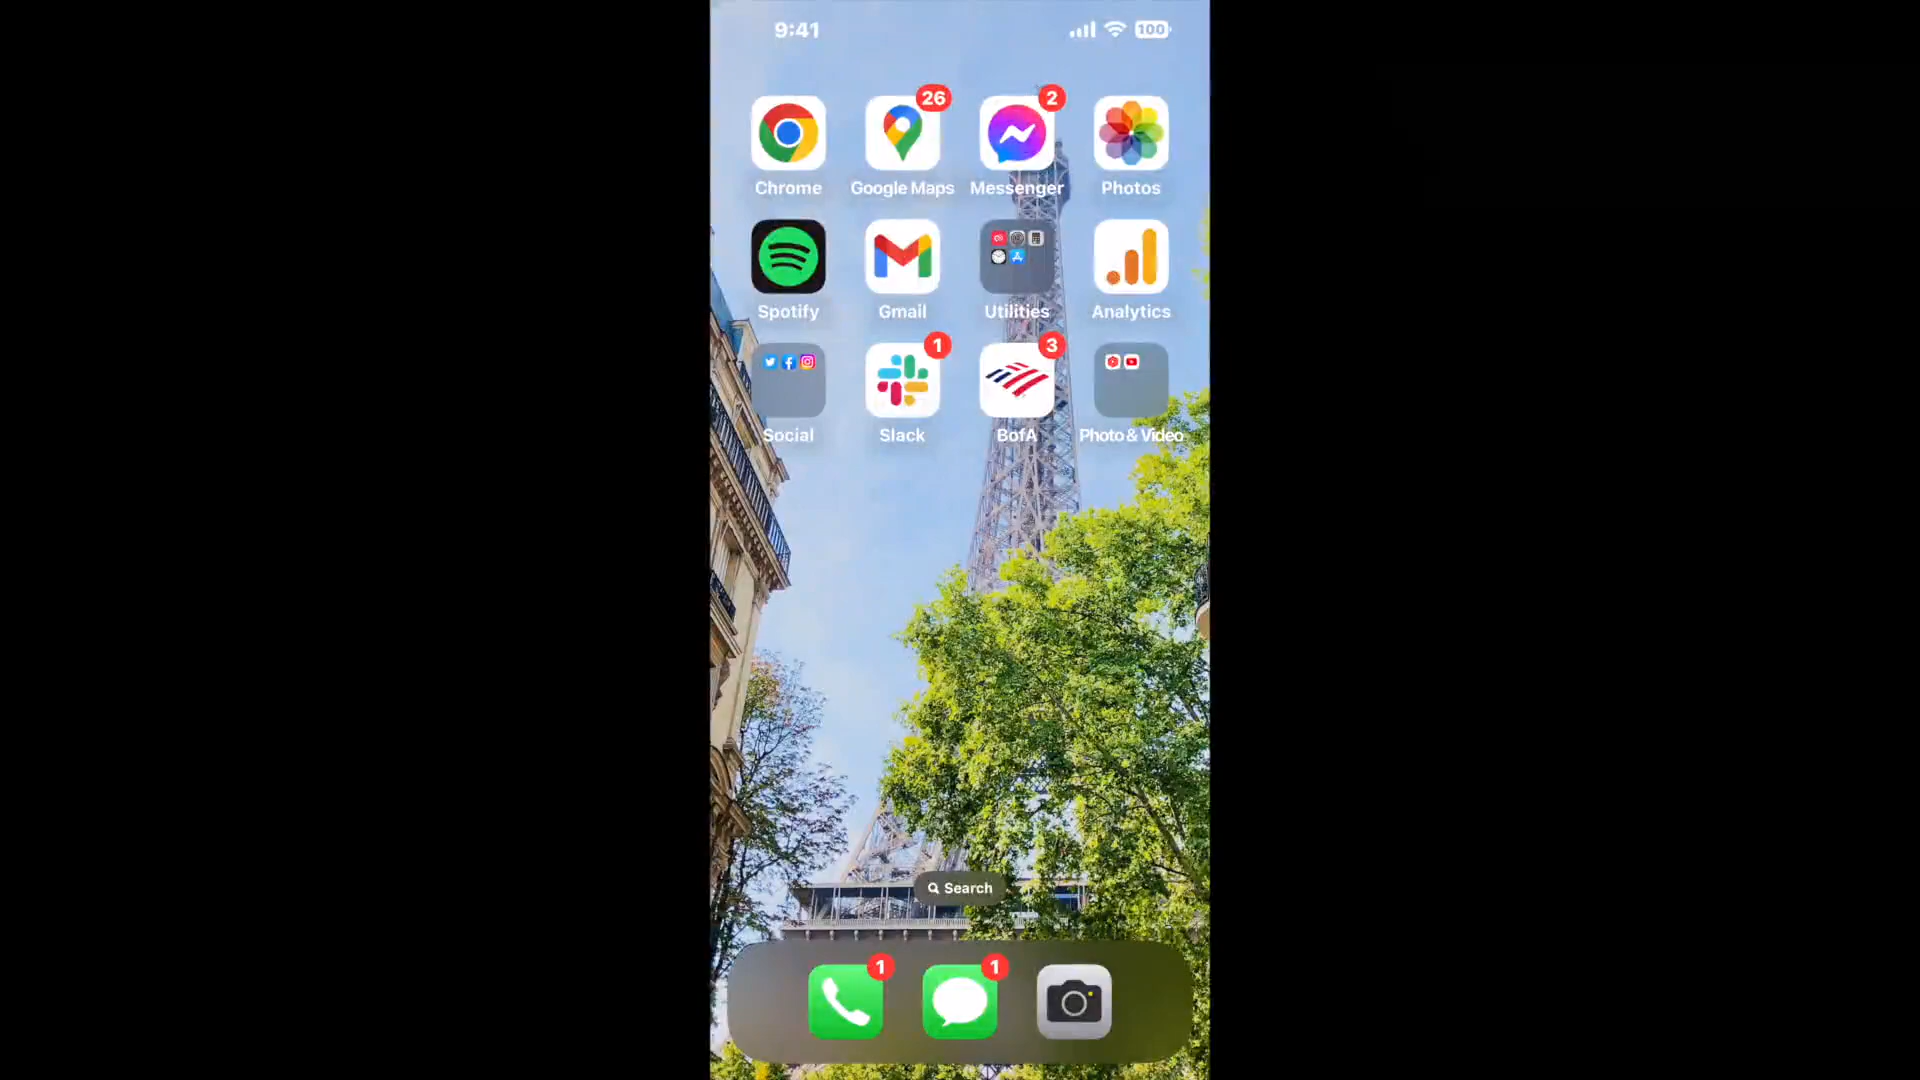 9:41
100
26
2
Chrome
Google Maps
Messenger
Photos
Spotify
Gmail
Utilities
Analytics
1
3
Social
Slack
BofA
Photo & Video
Search
1
1